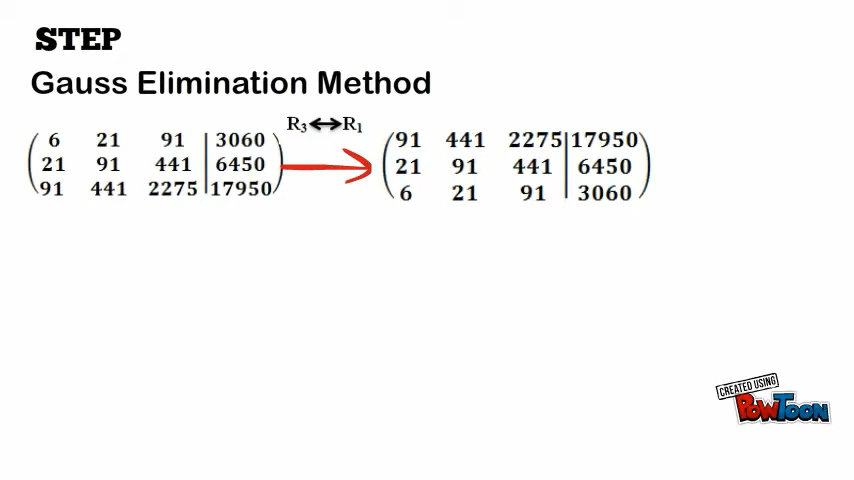 STEP
Gauss Elimination Method
R3↔R1
6 21 91 3060
21 91 441 6450
91 441 2275 17950
91 441 2275 17950
21 91 441 6450
6 21 91 3060
CREATED USING
POWTOON